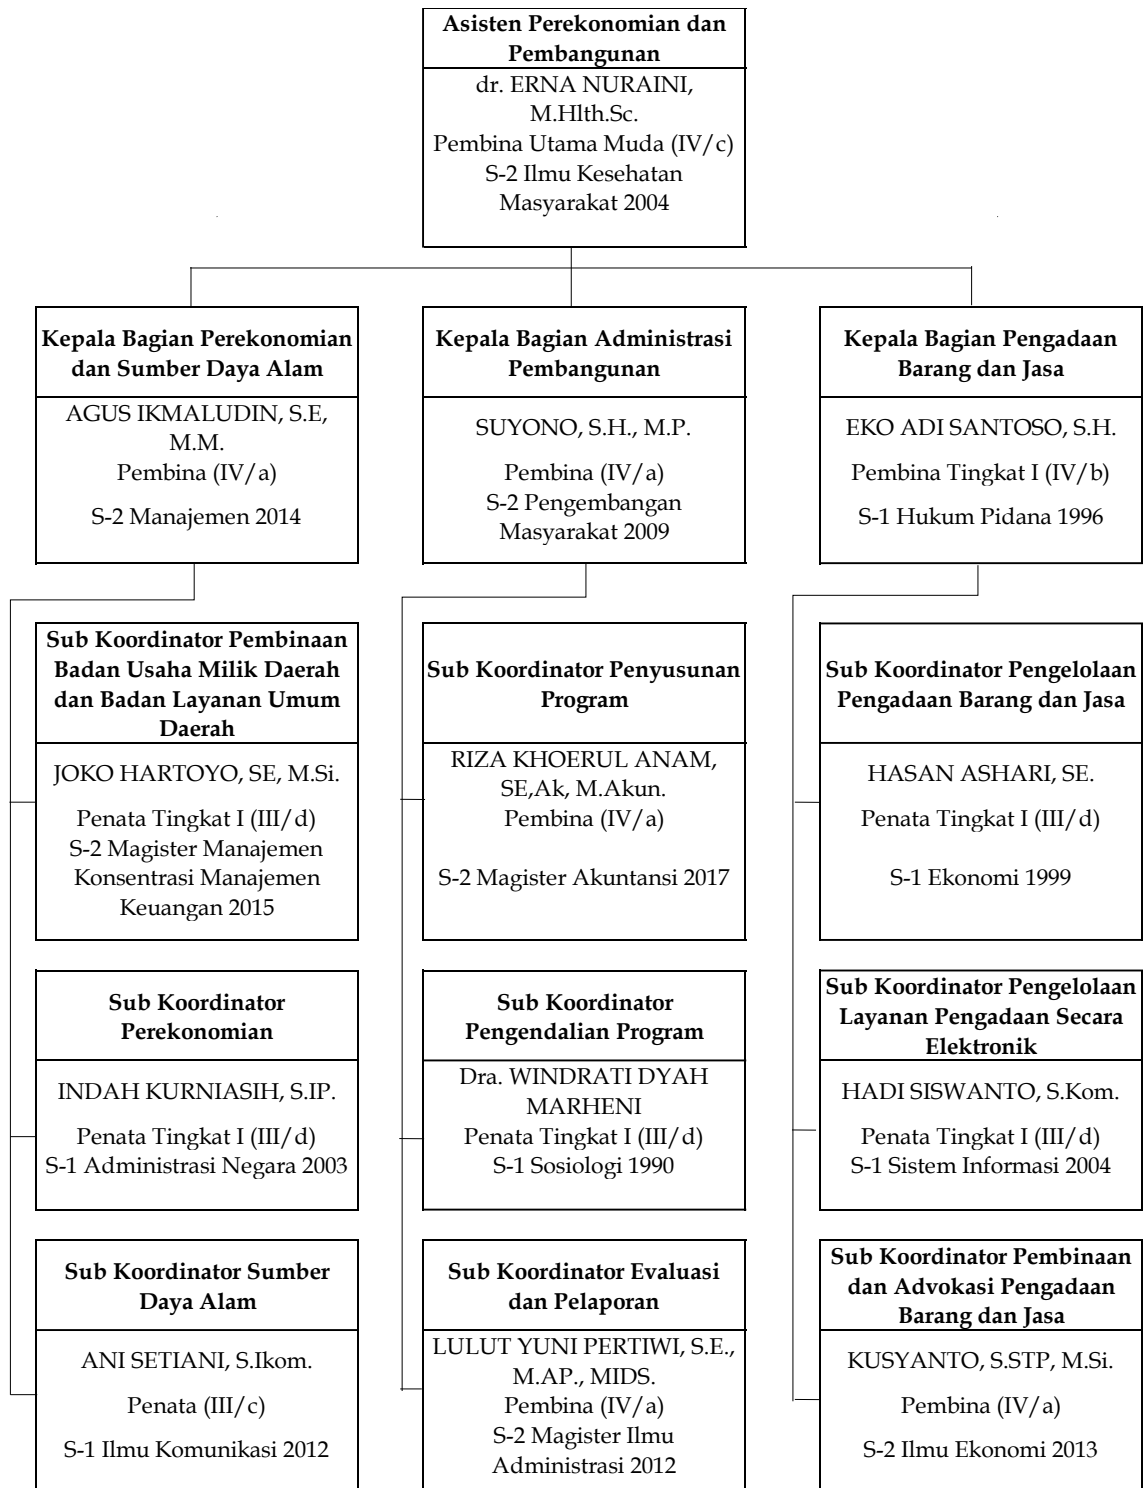 Asisten Perekonomian dan
Pembangunan
dr. ERNA NURAINI,
M.Hlth.Sc.
Pembina Utama Muda (IV/c)
S-2 Ilmu Kesehatan
Masyarakat 2004
Kepala Bagian Perekonomian
dan Sumber Daya Alam
AGUS IKMALUDIN, S.E,
M.M.
Pembina (IV/a)
S-2 Manajemen 2014
Kepala Bagian Administrasi
Pembangunan
SUYONO, S.H., M.P.
Pembina (IV/a)
S-2 Pengembangan
Masyarakat 2009
Kepala Bagian Pengadaan
Barang dan Jasa
EKO ADI SANTOSO, S.H.
Pembina Tingkat I (IV/b)
S-1 Hukum Pidana 1996
Sub Koordinator Pembinaan
Badan Usaha Milik Daerah
dan Badan Layanan Umum
Daerah
JOKO HARTOYO, SE, M.Si.
Penata Tingkat I (III/d)
S-2 Magister Manajemen
Konsentrasi Manajemen
Keuangan 2015
Sub Koordinator Penyusunan
Program
RIZA KHOERUL ANAM,
SE,Ak, M.Akun.
Pembina (IV/a)
S-2 Magister Akuntansi 2017
Sub Koordinator Pengelolaan
Pengadaan Barang dan Jasa
HASAN ASHARI, SE.
Penata Tingkat I (III/d)
S-1 Ekonomi 1999
Sub Koordinator
Perekonomian
INDAH KURNIASIH, S.IP.
Penata Tingkat I (III/d)
S-1 Administrasi Negara 2003
Sub Koordinator
Pengendalian Program
Dra. WINDRATI DYAH
MARHENI
Penata Tingkat I (III/d)
S-1 Sosiologi 1990
Sub Koordinator Pengelolaan
Layanan Pengadaan Secara
Elektronik
HADI SISWANTO, S.Kom.
Penata Tingkat I (III/d)
S-1 Sistem Informasi 2004
Sub Koordinator Sumber
Daya Alam
ANI SETIANI, S.Ikom.
Penata (III/c)
S-1 Ilmu Komunikasi 2012
Sub Koordinator Evaluasi
dan Pelaporan
LULUT YUNI PERTIWI, S.E.,
M.AP., MIDS.
Pembina (IV/a)
S-2 Magister Ilmu
Administrasi 2012
Sub Koordinator Pembinaan
dan Advokasi Pengadaan
Barang dan Jasa
KUSYANTO, S.STP, M.Si.
Pembina (IV/a)
S-2 Ilmu Ekonomi 2013